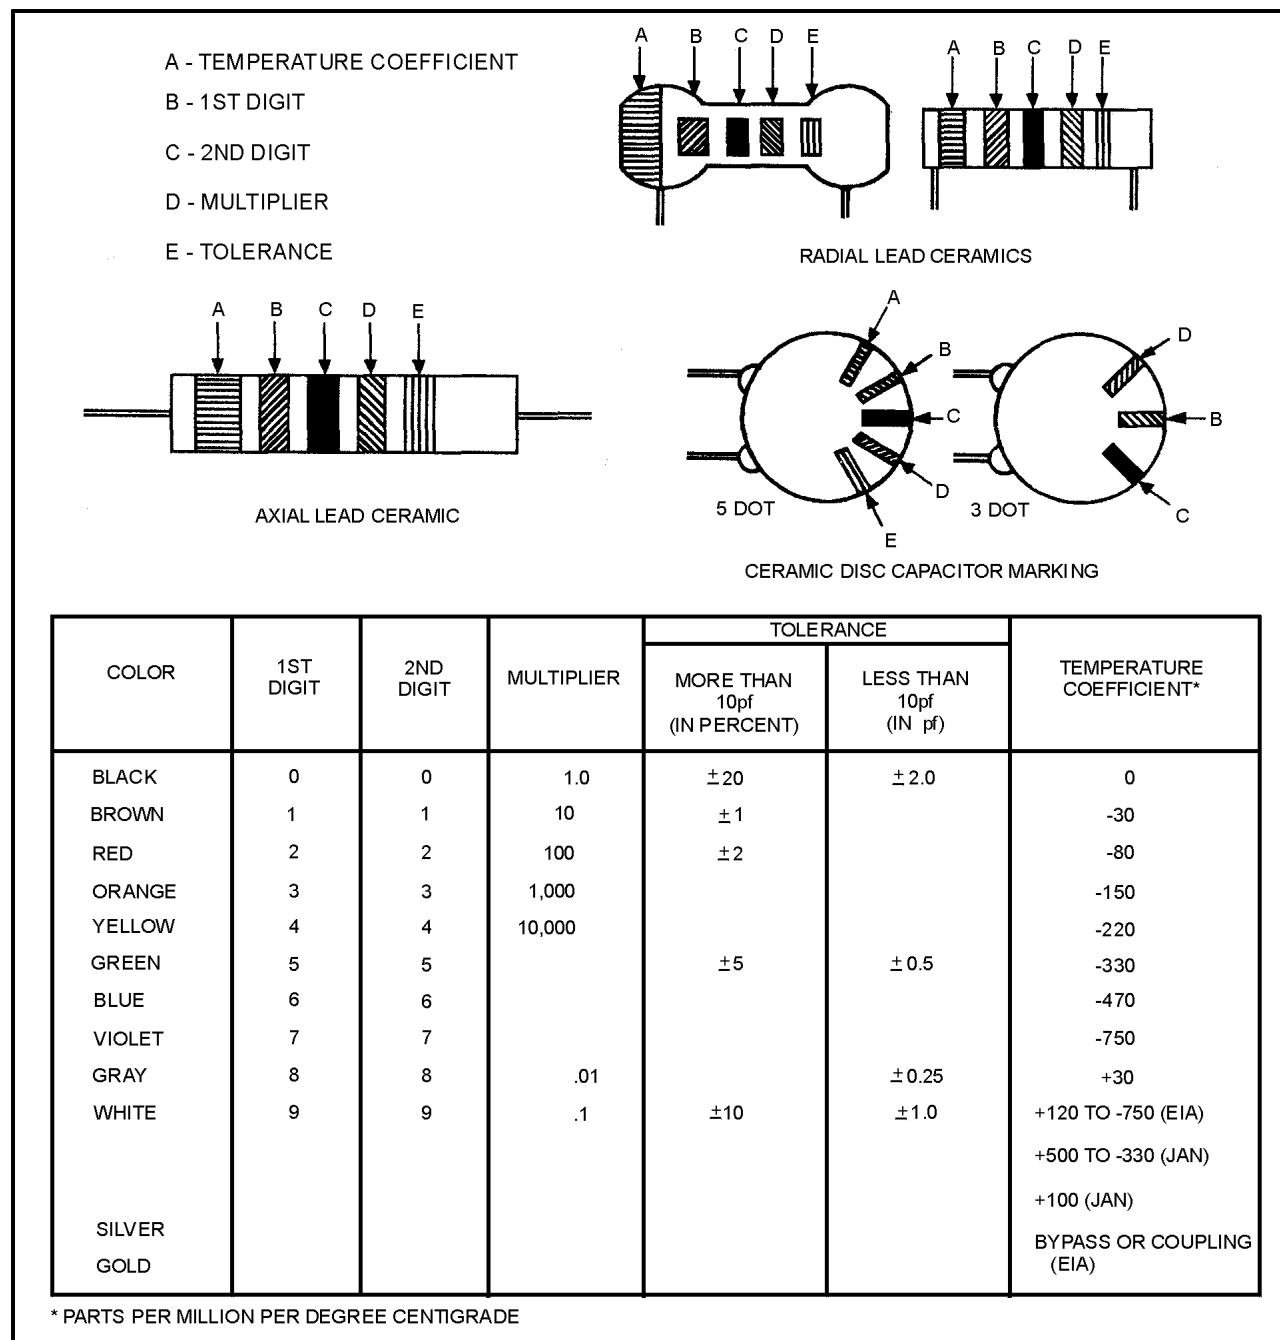 A - TEMPERATURE COEFFICIENT
B - 1ST DIGIT
C - 2ND DIGIT
D - MULTIPLIER
E - TOLERANCE
A B C D E
A B C D E
RADIAL LEAD CERAMICS
A B C D E
AXIAL LEAD CERAMIC
A
B
C
D
E
5 DOT
D
B
C
3 DOT
CERAMIC DISC CAPACITOR MARKING
COLOR
1ST
DIGIT
2ND
DIGIT
MULTIPLIER
TOLERANCE
MORE THAN
10pf
(IN PERCENT)
LESS THAN
10pf
(IN pf)
TEMPERATURE
COEFFICIENT*
BLACK 0 0 1.0 ±20 ±2.0 0
BROWN 1 1 10 ±1 -30
RED 2 2 100 ±2 -80
ORANGE 3 3 1,000 -150
YELLOW 4 4 10,000 -220
GREEN 5 5 ±5 ±0.5 -330
BLUE 6 6 -470
VIOLET 7 7 -750
GRAY 8 8 .01 ±0.25 +30
WHITE 9 9 .1 ±10 ±1.0 +120 TO -750 (EIA)
+500 TO -330 (JAN)
+100 (JAN)
SILVER
BYPASS OR COUPLING
GOLD (EIA)
* PARTS PER MILLION PER DEGREE CENTIGRADE